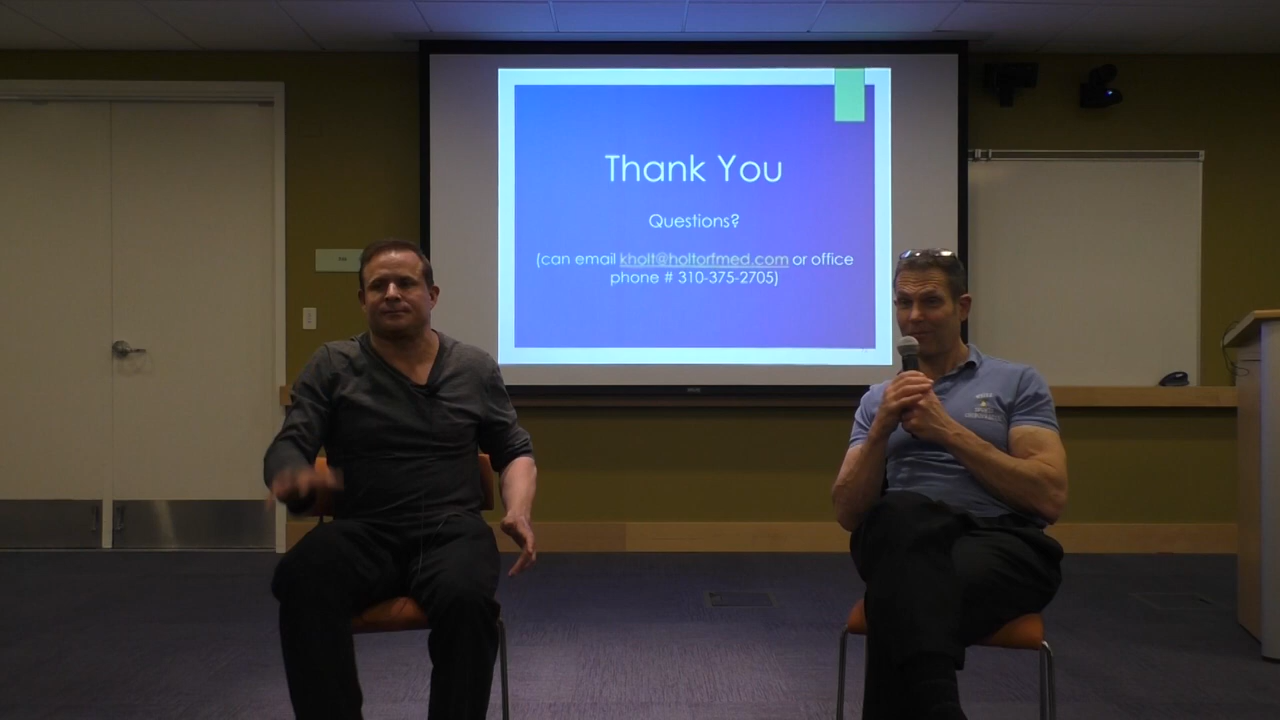 Thank You
Questions?
(can email kholt@holtorfmed.com or office
phone # 310-375-2705)